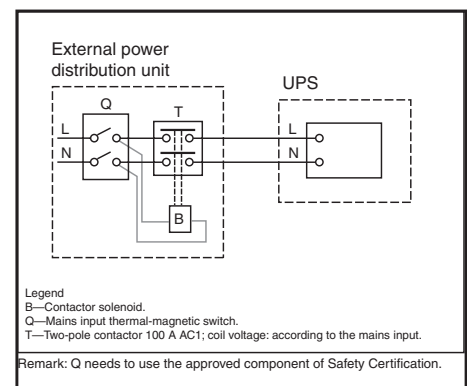 External power
distribution unit
UPS
Q
T
L
N
L
N
B
Legend
B—Contactor solenoid.
Q—Mains input thermal-magnetic switch.
T—Two-pole contactor 100 A AC1; coil voltage: according to the mains input.
Remark: Q needs to use the approved component of Safety Certification.